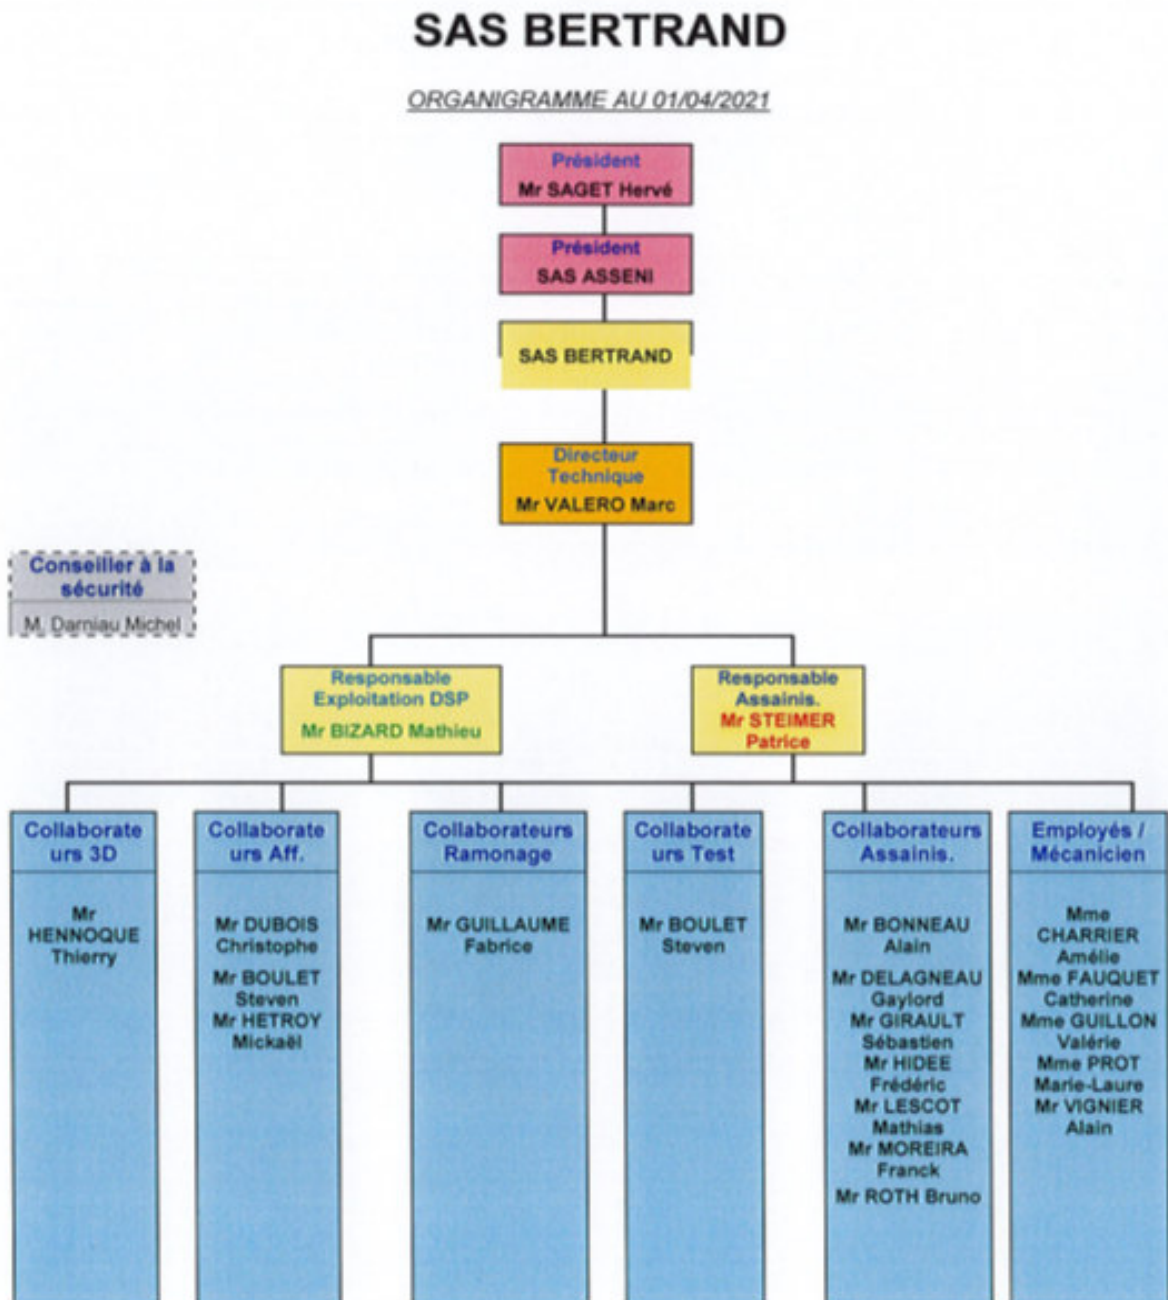 SAS BERTRAND
ORGANIGRAMME AU 01/04/2021
Président
Mr SAGET Hervé
Président
SAS ASSENI
SAS BERTRAND
Directeur
Technique
Mr VALERO Marc
Conseiller à la
sécurité
M. Darniau Michel
Responsable
Exploitation DSP
Mr BIZARD Mathieu
Responsable
Assainis.
Mr STEIMER
Patrice
Collaborate
urs 3D
Mr
HENNOQUE
Thierry
Collaborate
urs Aff.
Mr DUBOIS
Christophe
Mr BOULET
Steven
Mr HETROY
Mickaël
Collaborateurs
Ramonage
Mr GUILLAUME
Fabrice
Collaborate
urs Test
Mr BOULET
Steven
Collaborateurs
Assainis.
Mr BONNEAU
Alain
Mr DELAGNEAU
Gaylord
Mr GIRAULT
Sébastien
Mr HIDEE
Frédéric
Mr LESCOT
Mathias
Mr MOREIRA
Franck
Mr ROTH Bruno
Employés /
Mécanicien
Mme
CHARRIER
Amélie
Mme FAUQUET
Catherine
Mme GUILLON
Valérie
Mme PROT
Marie-Laure
Mr VIGNIER
Alain